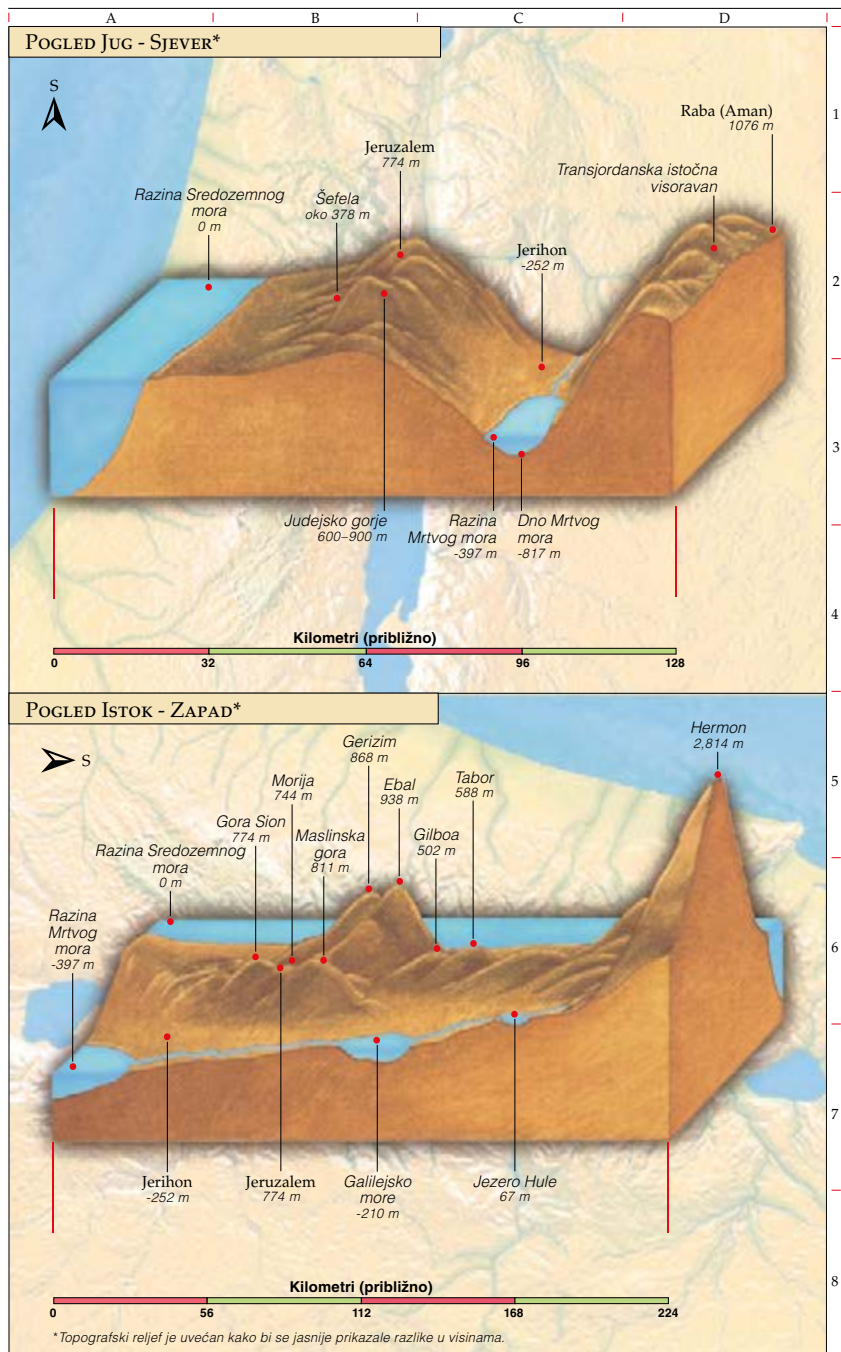 A B C D
POGLED JUG - SJEVER*
S
1
Raba (Aman)
1076 m
Jeruzalem
774 m
Transjordanska istočna
visoravan
Razina Sredozemnog
mora
0 m
Šefela
oko 378 m
Jerihon
-252 m
2
3
Judejsko gorje
600–900 m
Razina
Mrtvog mora
-397 m
Dno Mrtvog
mora
-817 m
4
Kilometri (približno)
0 32 64 96 128
POGLED ISTOK - ZAPAD*
S
Hermon
2,814 m
5
Gerizim
868 m
Morija
744 m
Ebal
938 m
Tabor
588 m
Gora Sion
774 m
Maslinska
gora
811 m
Gilboa
502 m
Razina Sredozemnog
mora
0 m
Razina
Mrtvog
mora
-397 m
6
7
Jerihon
-252 m
Jeruzalem
774 m
Galilejsko
more
-210 m
Jezero Hule
67 m
8
Kilometri (približno)
0 56 112 168 224
*Topografski reljef je uvećan kako bi se jasnije prikazale razlike u visinama.